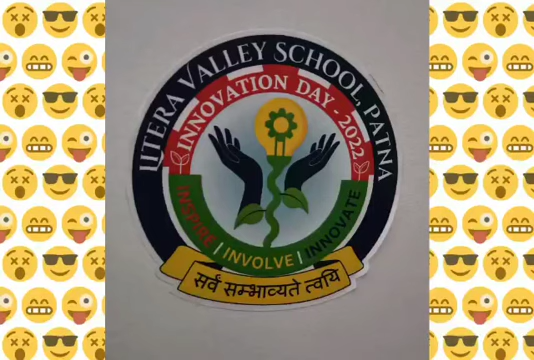 LITERA VALLEY SCHOOL, PATNA
INNOVATION DAY - 2022
INSPIRE | INVOLVE | INNOVATE
सर्वं सम्भाव्यते त्वयि